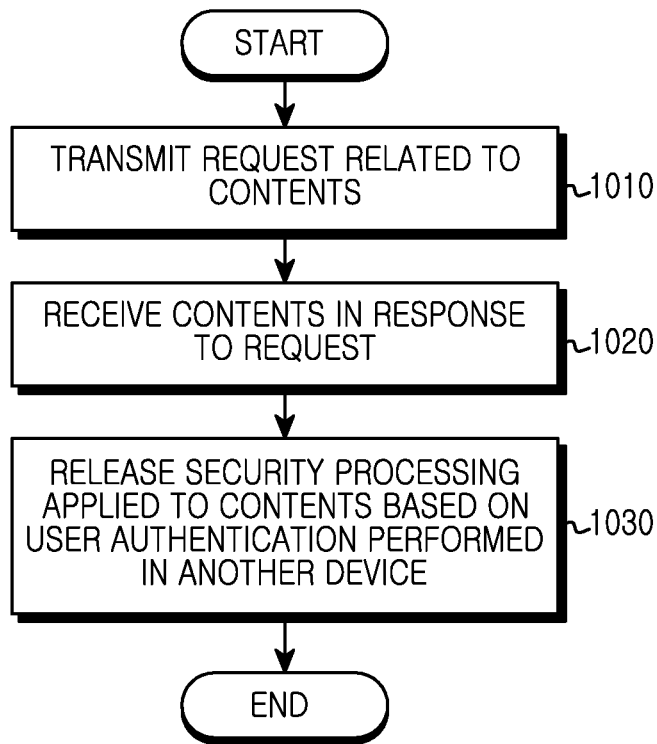 START
TRANSMIT REQUEST RELATED TO
CONTENTS
1010
RECEIVE CONTENTS IN RESPONSE
TO REQUEST
1020
RELEASE SECURITY PROCESSING
APPLIED TO CONTENTS BASED ON
USER AUTHENTICATION PERFORMED
IN ANOTHER DEVICE
1030
END